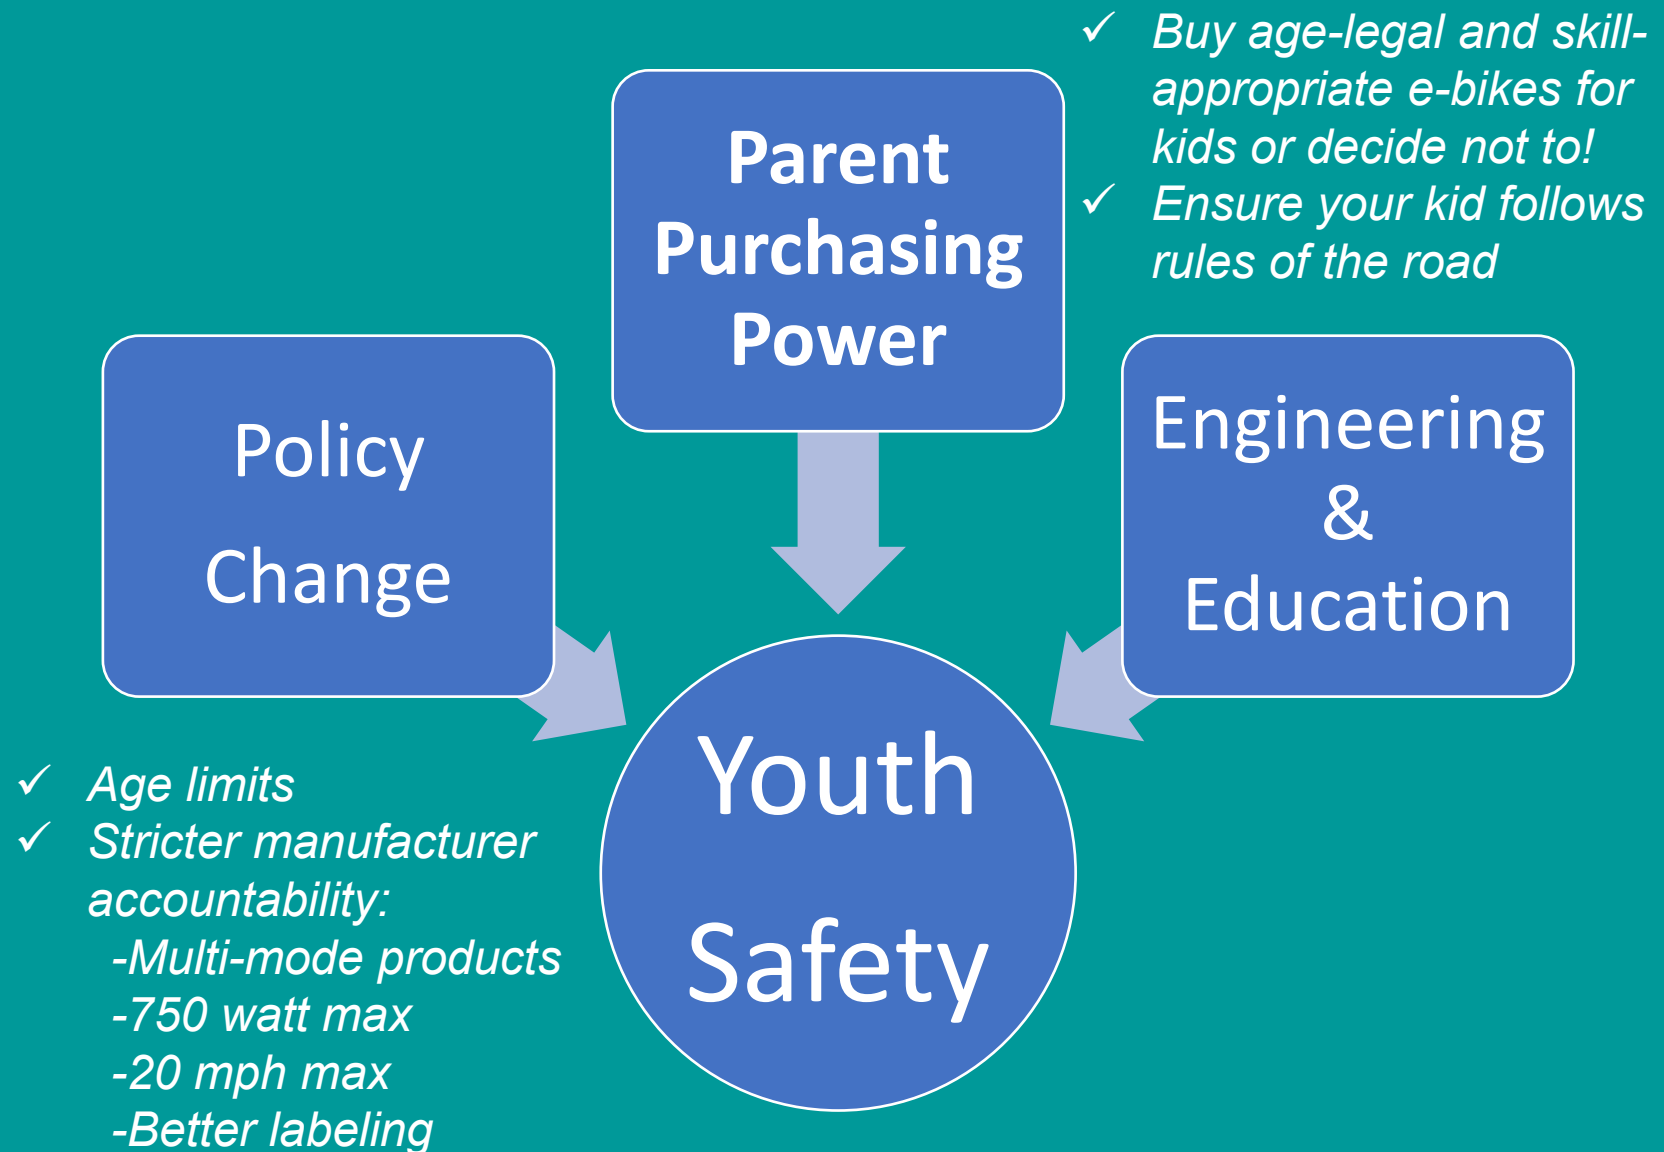 Buy age-legal and skill-
appropriate e-bikes for
kids or decide not to!
Ensure your kid follows
rules of the road
Parent
Purchasing
Power
Policy
Change
Engineering
&
Education
Youth
Safety
Age limits
Stricter manufacturer
accountability:
-Multi-mode products
-750 watt max
-20 mph max
-Better labeling